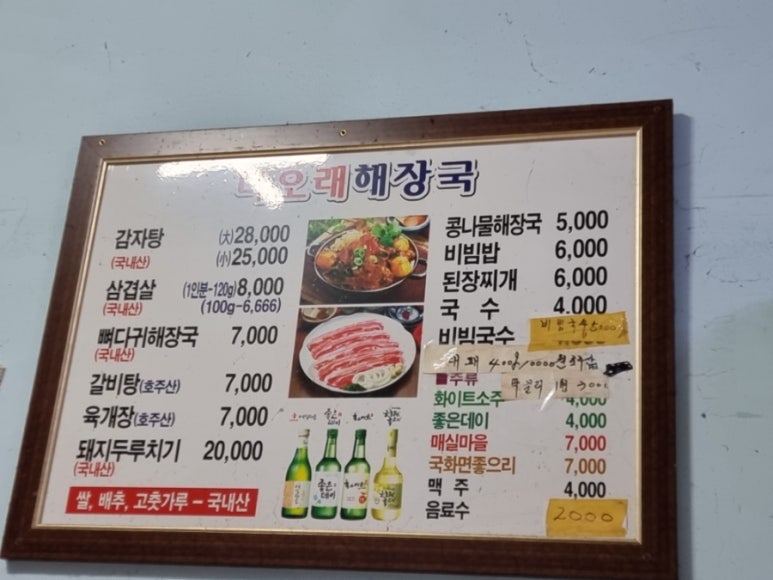 오래해장국
감자탕 (大)28,000
(국내산) (小)25,000
삼겹살 (1인분-120g)8,000
(국내산) (100g-6,666)
뼈다귀해장국 7,000
(국내산)
갈비탕(호주산) 7,000
육개장(호주산) 7,000
돼지두루치기 20,000
(국내산)
쌀, 배추, 고춧가루 - 국내산
콩나물해장국 5,000
비빔밥 6,000
된장찌개 6,000
국 수 4,000
비빔국수
■주류
화이트소주 4,000
좋은데이 4,000
매실마을 7,000
국화면좋으리 7,000
맥 주 4,000
음료수 2000
좋은데이